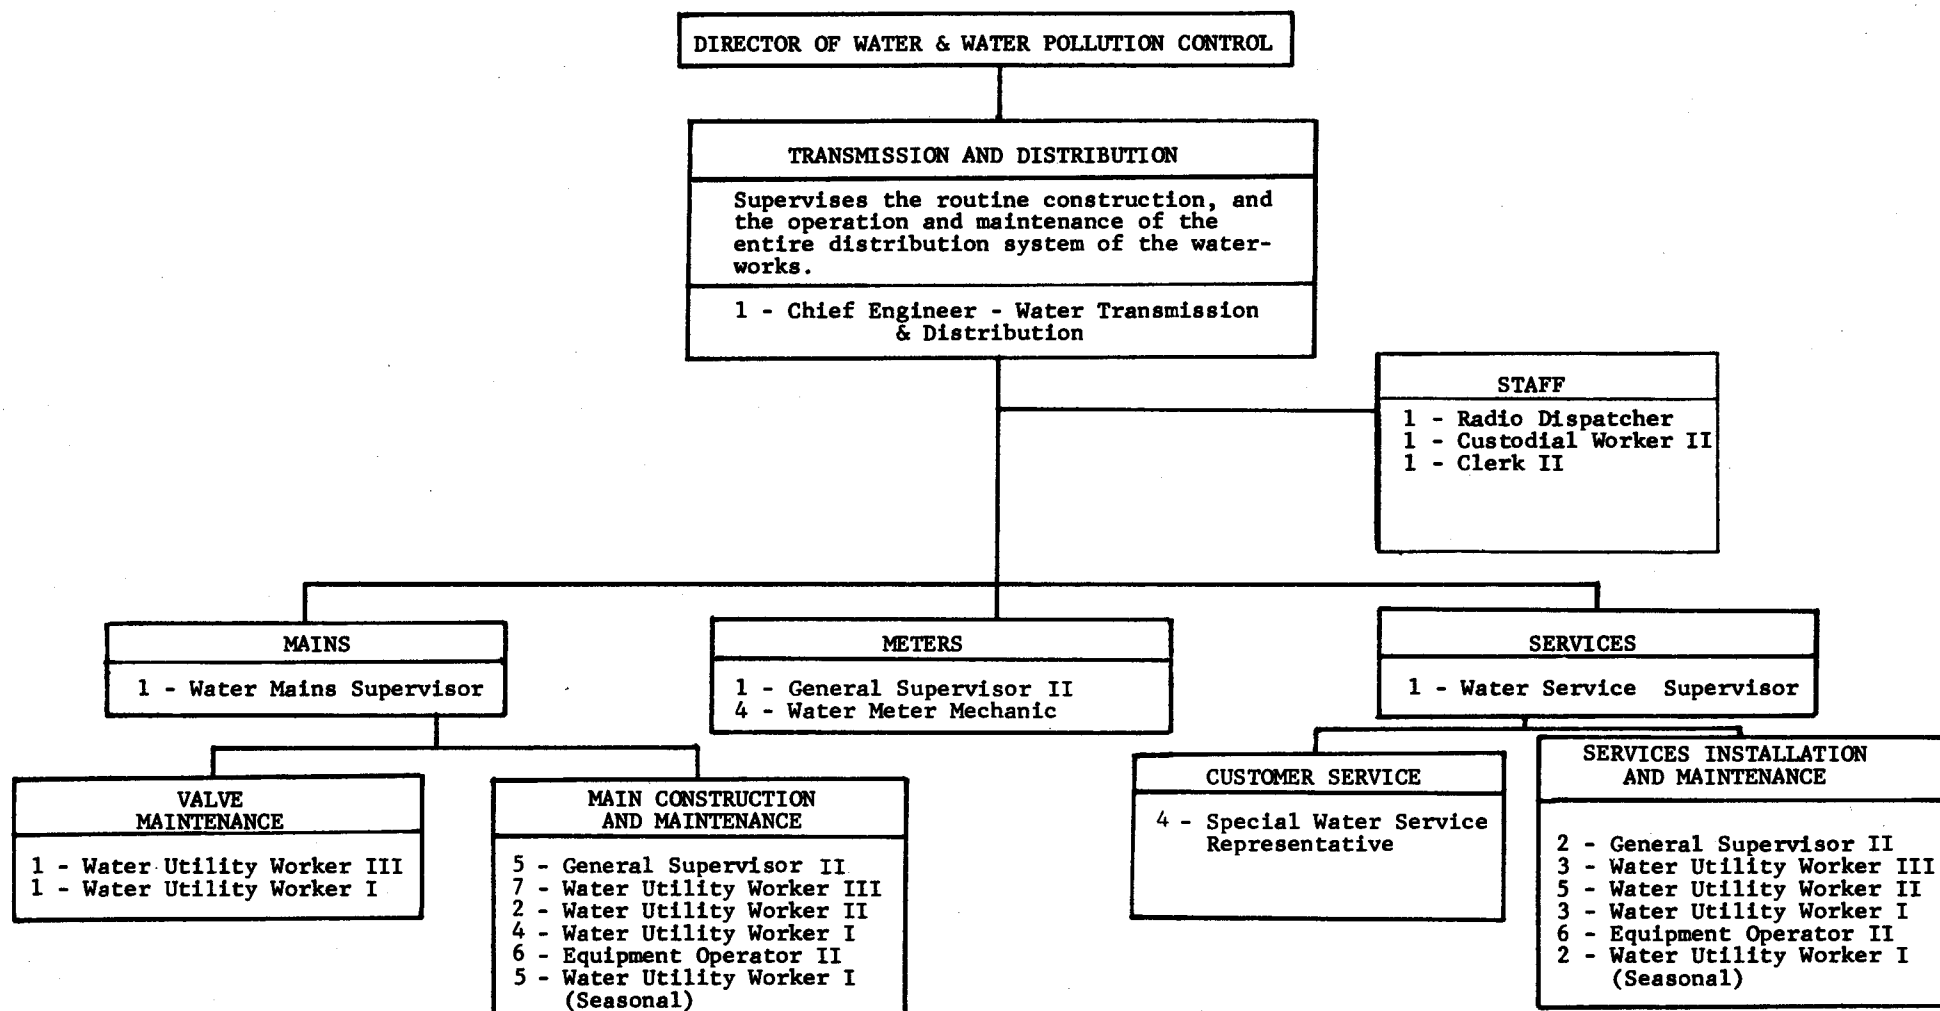 DIRECTOR OF WATER & WATER POLLUTION CONTROL
TRANSMISSION AND DISTRIBUTION
Supervises the routine construction, and
the operation and maintenance of the
entire distribution system of the water-
works.
1 - Chief Engineer - Water Transmission
& Distribution
STAFF
1 - Radio Dispatcher
1 - Custodial Worker II
1 - Clerk II
MAINS
1 - Water Mains Supervisor
METERS
1 - General Supervisor II
4 - Water Meter Mechanic
SERVICES
1 - Water Service Supervisor
VALVE
MAINTENANCE
1 - Water Utility Worker III
1 - Water Utility Worker I
MAIN CONSTRUCTION
AND MAINTENANCE
5 - General Supervisor II
7 - Water Utility Worker III
2 - Water Utility Worker II
4 - Water Utility Worker I
6 - Equipment Operator II
5 - Water Utility Worker I
(Seasonal)
CUSTOMER SERVICE
4 - Special Water Service
Representative
SERVICES INSTALLATION
AND MAINTENANCE
2 - General Supervisor II
3 - Water Utility Worker III
5 - Water Utility Worker II
3 - Water Utility Worker I
6 - Equipment Operator II
2 - Water Utility Worker I
(Seasonal)